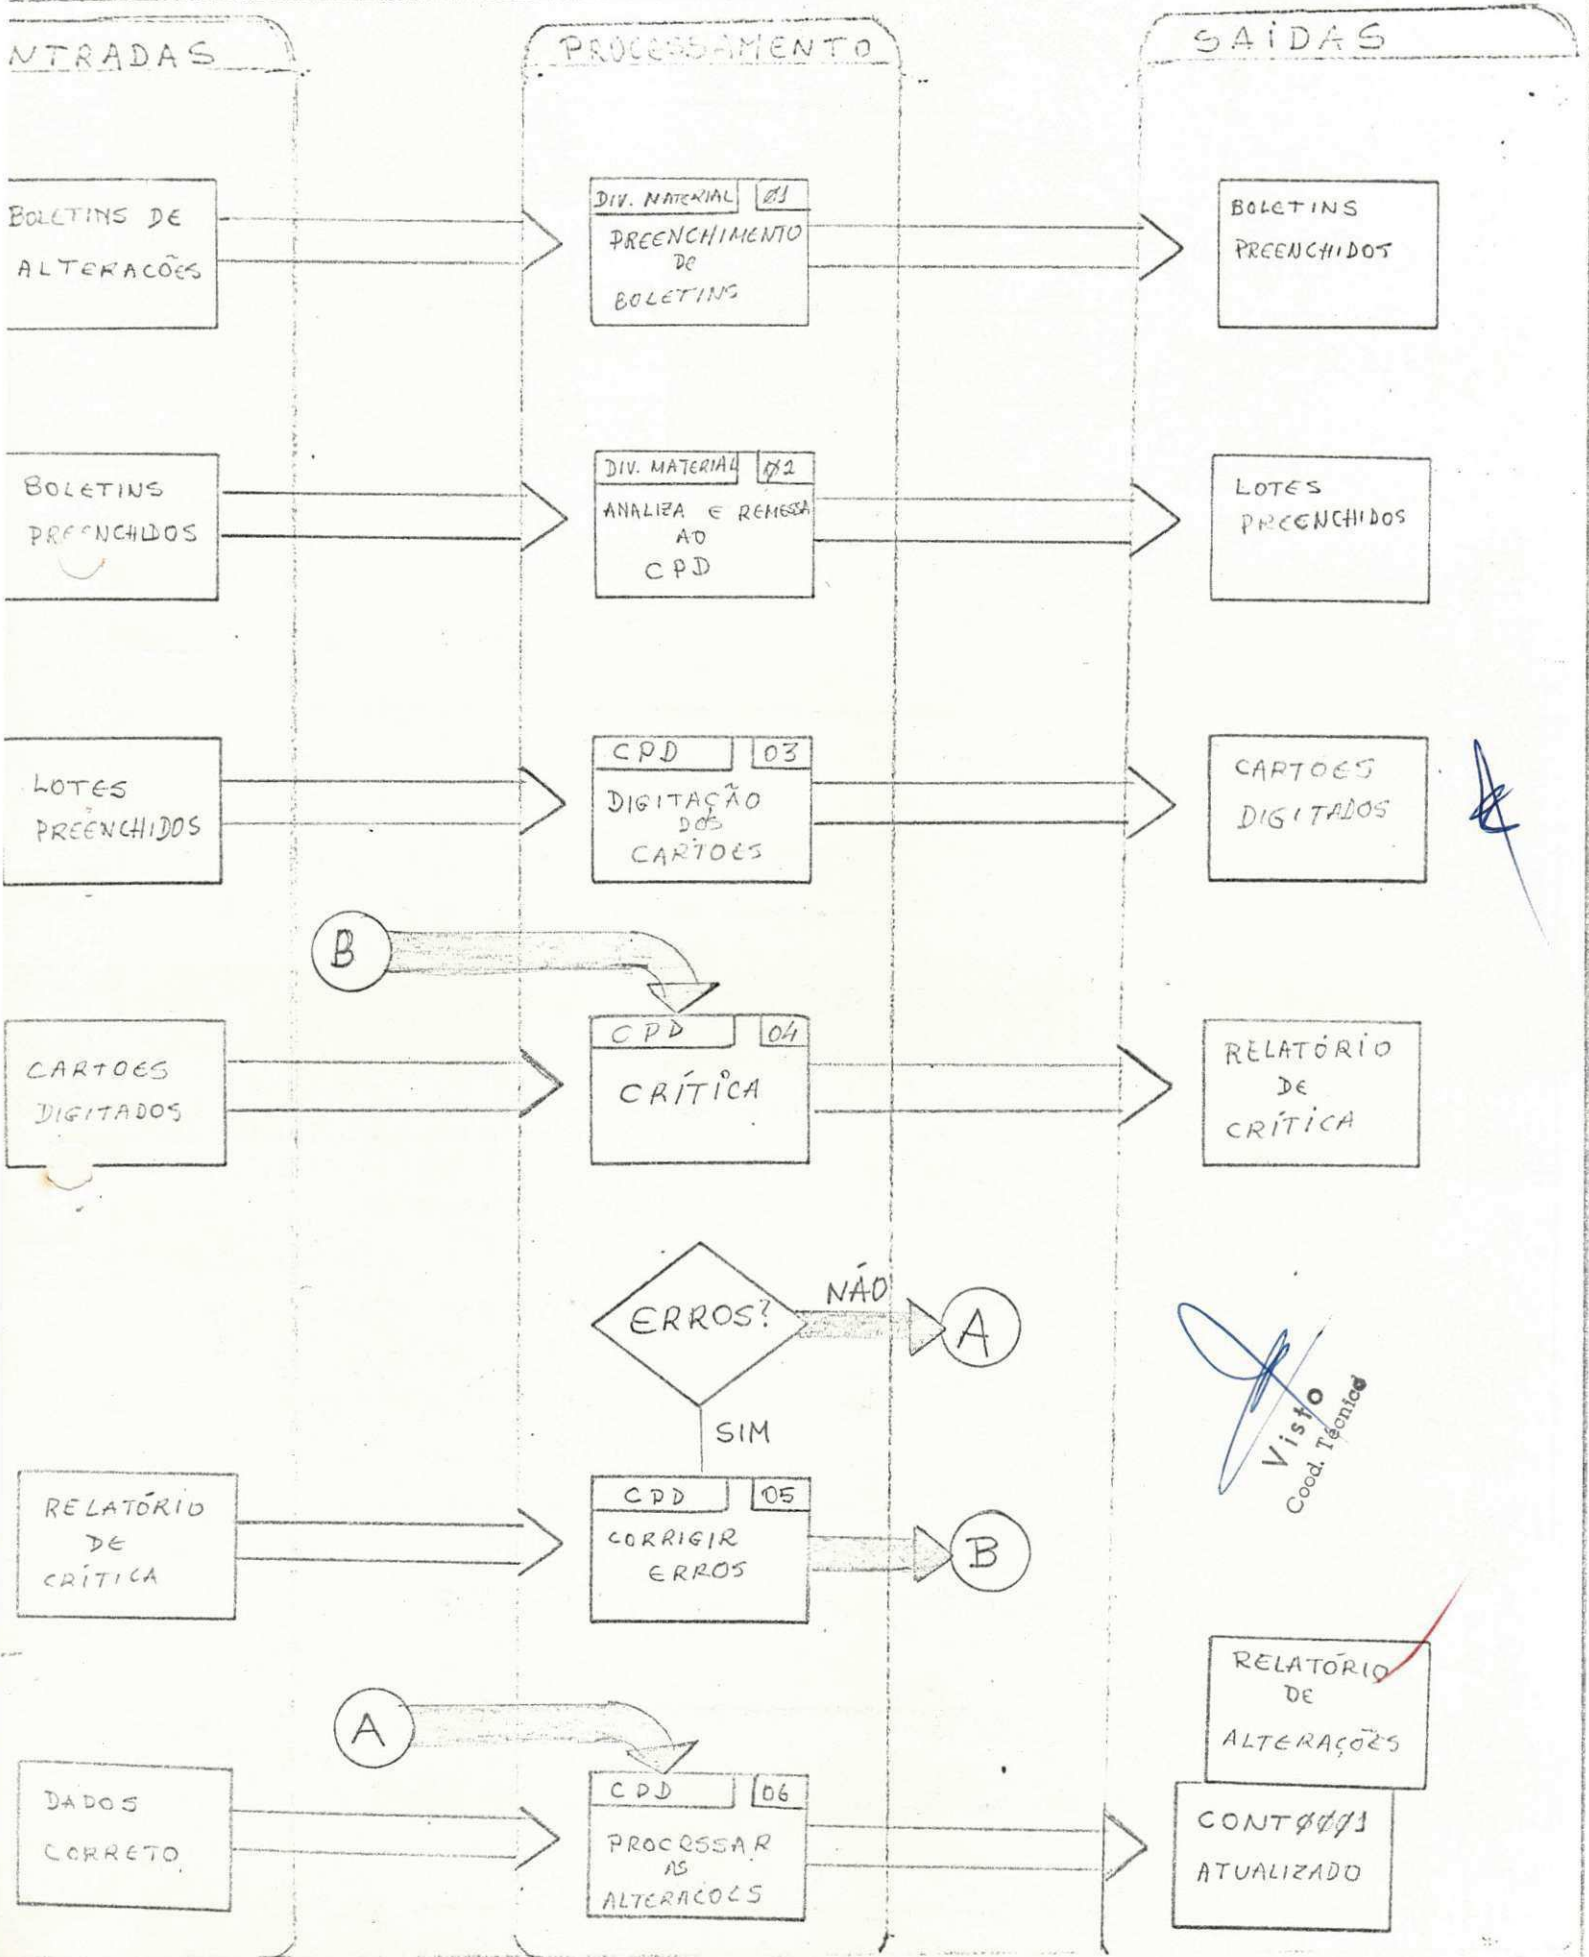 NTRADAS
PROCESSAMENTO
SAÍDAS
BOLETINS DE
ALTERACÕES
DIV. MATERIAL 01
PREENCHIMENTO
DE
BOLETINS
BOLETINS
PREENCHIDOS
BOLETINS
PREENCHIDOS
DIV. MATERIAL 02
ANALIZA E REMESSA
AO
CPD
LOTES
PREENCHIDOS
LOTES
PREENCHIDOS
CPD 03
DIGITAÇÃO
DOS
CARTOES
CARTOES
DIGITADOS
B
CARTOES
DIGITADOS
CPD 04
CRÍTICA
RELATÓRIO
DE
CRÍTICA
ERROS?
NÃO
A
SIM
Visto
Cood. Técnico
RELATÓRIO
DE
CRÍTICA
CPD 05
CORRIGIR
ERROS
B
RELATÓRIO
DE
ALTERAÇÕES
A
DADOS
CORRETO
CPD 06
PROCESSAR
AS
ALTERACOES
CONT0001
ATUALIZADO